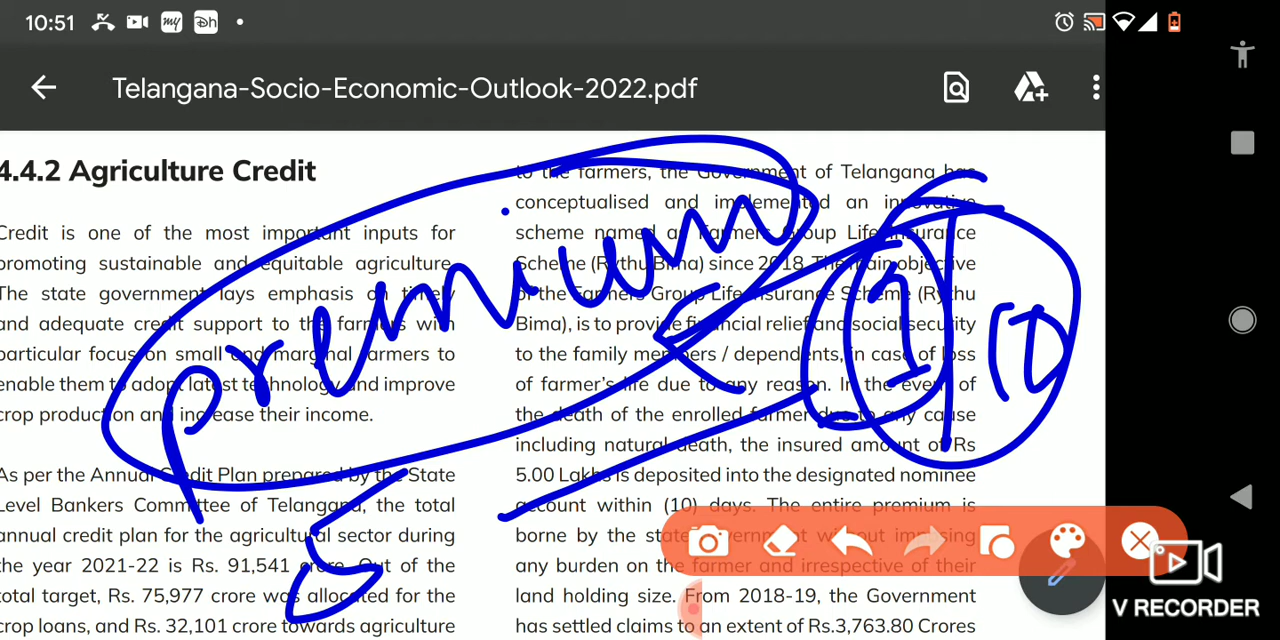 10:51
my
Dh
Telangana-Socio-Economic-Outlook-2022.pdf
4.4.2 Agriculture Credit
Credit is one of the most important inputs for
promoting sustainable and equitable agriculture.
The state government lays emphasis on timely
and adequate credit support to the farmers with
particular focus on small and marginal farmers to
enable them to adopt latest technology and improve
crop production and increase their income.
As per the Annual Credit Plan prepared by the State
Level Bankers Committee of Telangana, the total
annual credit plan for the agricultural sector during
the year 2021-22 is Rs. 91,541 crore. Out of the
total target, Rs. 75,977 crore was allocated for the
crop loans, and Rs. 32,101 crore towards agriculture
to the farmers, the Government of Telangana has
conceptualised and implemented an innovative
scheme named as Farmers Group Life Insurance
Scheme (Rythu Bima) since 2018. The main objective
of the Farmers Group Life Insurance Scheme (Rythu
Bima), is to provide financial relief and social security
to the family members / dependents, in case of loss
of farmer's life due to any reason. In the event of
the death of the enrolled farmer due to any cause
including natural death, the insured amount of Rs
5.00 Lakhs is deposited into the designated nominee
account within (10) days. The entire premium is
borne by the state government without imposing
any burden on the farmer and irrespective of their
land holding size. From 2018-19, the Government
has settled claims to an extent of Rs.3,763.80 Crores
premium
1
10
V RECORDER